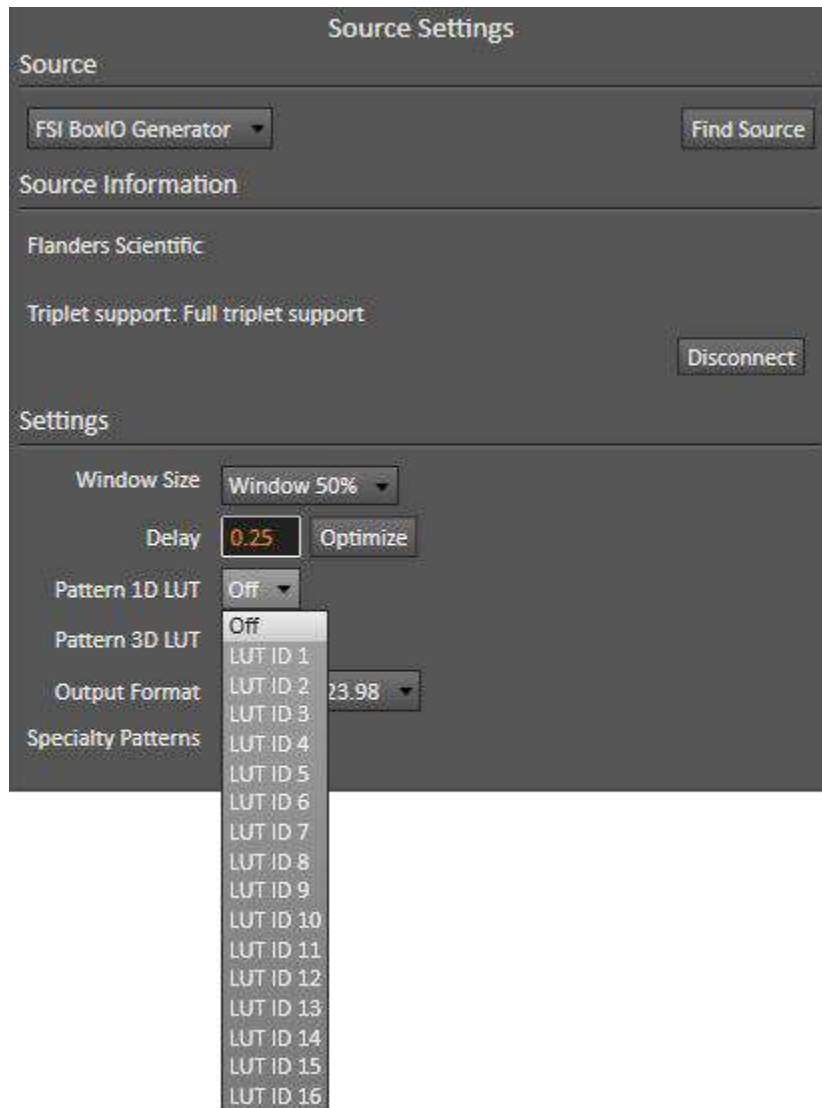 Source Settings
Source
FSI BoxIO Generator
Find Source
Source Information
Flanders Scientific
Triplet support: Full triplet support
Disconnect
Settings
Window Size Window 50%
Delay 0.25 Optimize
Pattern 1D LUT Off
Off
Pattern 3D LUT
LUT ID 1
Output Format LUT ID 2 23.98
LUT ID 3
Specialty Patterns LUT ID 4
LUT ID 5
LUT ID 6
LUT ID 7
LUT ID 8
LUT ID 9
LUT ID 10
LUT ID 11
LUT ID 12
LUT ID 13
LUT ID 14
LUT ID 15
LUT ID 16